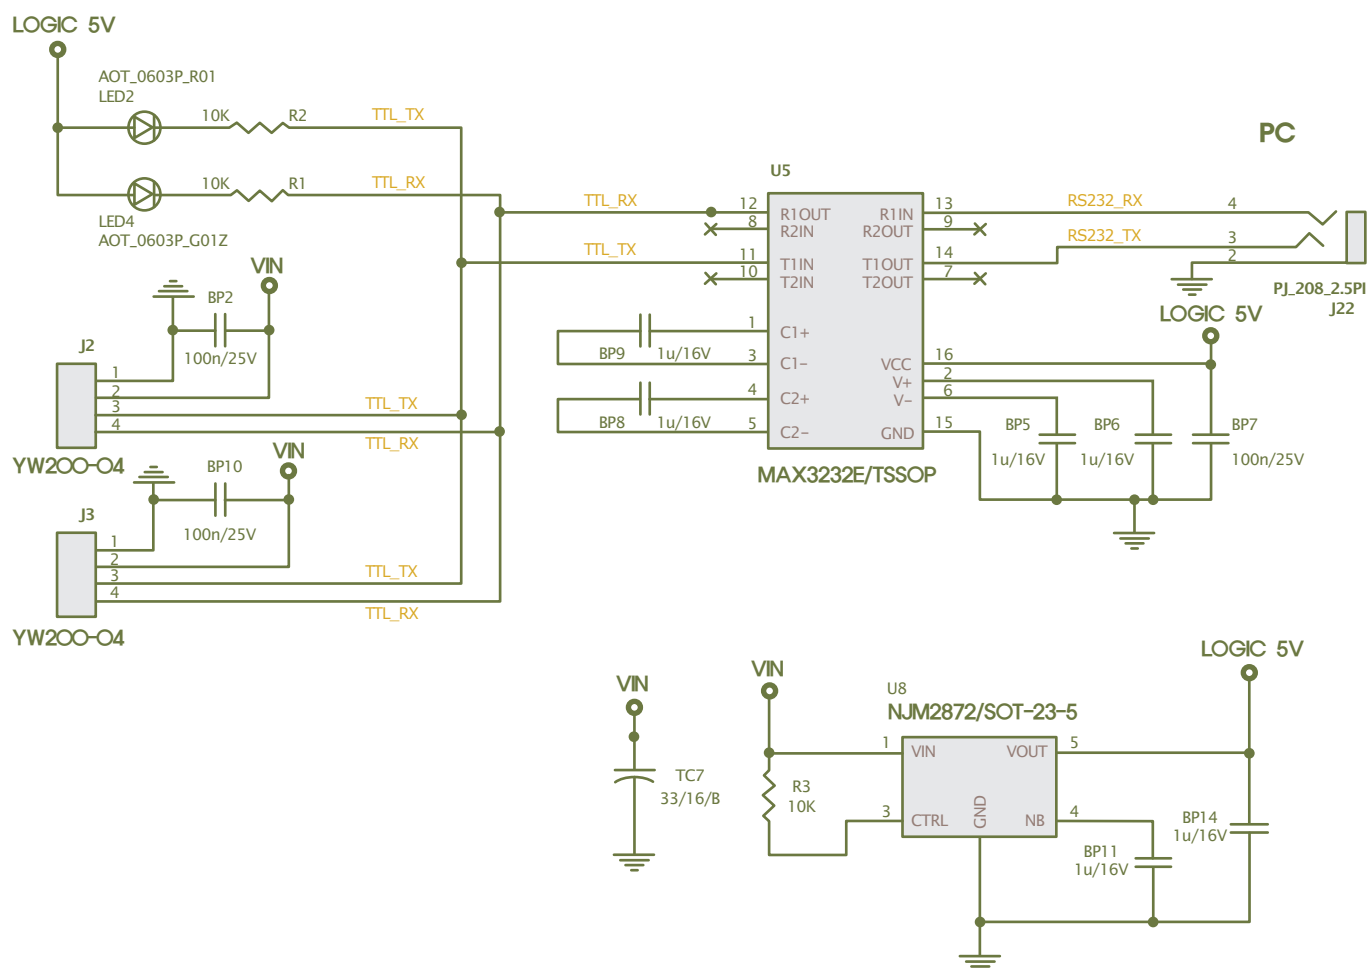 LOGIC 5V
AOT_0603P_R01
LED2
10K
R2
TTL_TX
10K
R1
TTL_RX
LED4
AOT_0603P_G01Z
VIN
BP2
100n/25V
J2
1
2
3
4
TTL_TX
TTL_RX
YW200-04
VIN
BP10
100n/25V
J3
1
2
3
4
TTL_TX
TTL_RX
YW200-04
PC
U5
TTL_RX
12
R1OUT
R1IN
13
RS232_RX
4
8
R2IN
R2OUT
9
TTL_TX
11
T1IN
T1OUT
14
RS232_TX
3
2
10
T2IN
T2OUT
7
PJ_208_2.5PI
J22
LOGIC 5V
1
C1+
BP9
1u/16V
3
C1-
VCC
16
V+
2
4
C2+
V-
6
BP8
1u/16V
5
C2-
GND
15
BP5
1u/16V
BP6
1u/16V
BP7
100n/25V
MAX3232E/TSSOP
VIN
TC7
33/16/B
VIN
U8
NJM2872/SOT-23-5
LOGIC 5V
1
VIN
VOUT
5
R3
10K
3
CTRL
GND
NB
4
BP11
1u/16V
BP14
1u/16V